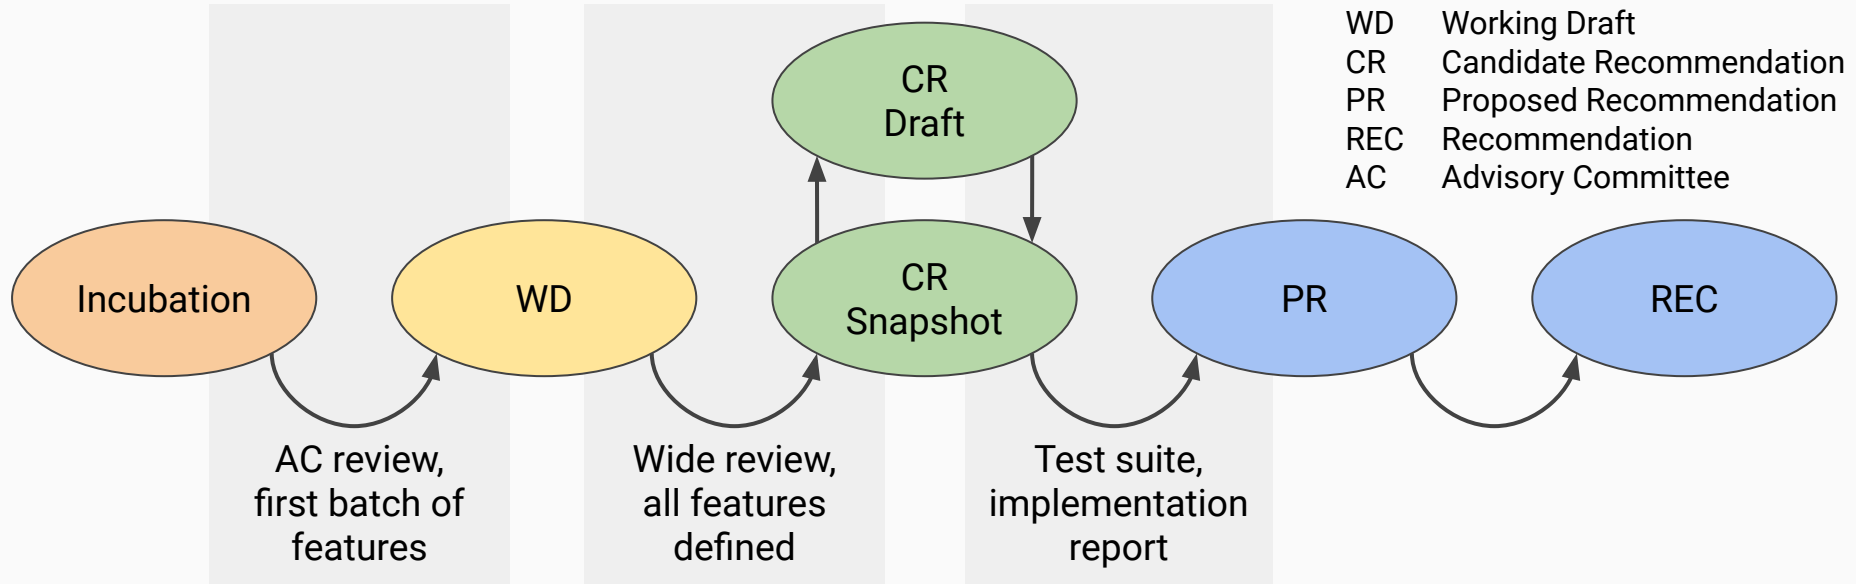 WD Working Draft
CR Candidate Recommendation
PR Proposed Recommendation
REC Recommendation
AC Advisory Committee
CR
Draft
Incubation
WD
CR
Snapshot
PR
REC
AC review,
first batch of
features
Wide review,
all features
defined
Test suite,
implementation
report